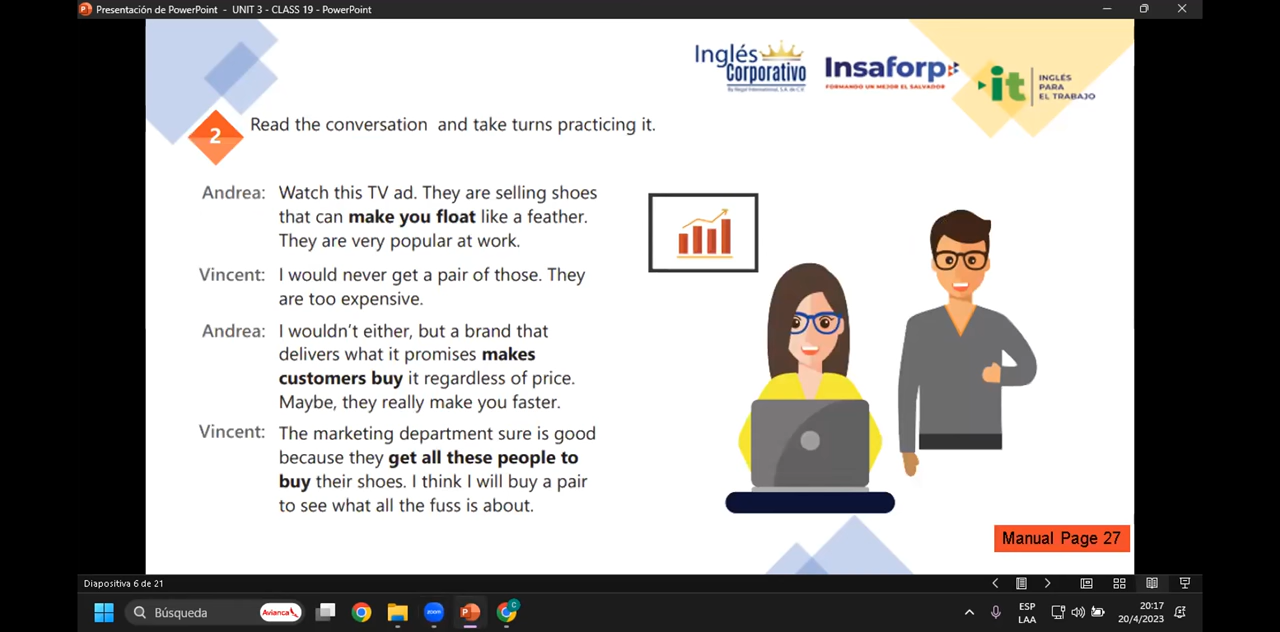 Presentación de PowerPoint - UNIT 3 - CLASS 19 - PowerPoint
Inglés
Corporativo
Insaforp
FORMANDO UN MEJOR EL SALVADOR
it
INGLÉS
PARA
EL TRABAJO
2
Read the conversation and take turns practicing it.
Andrea: Watch this TV ad. They are selling shoes
that can make you float like a feather.
They are very popular at work.
Vincent: I would never get a pair of those. They
are too expensive.
Andrea: I wouldn't either, but a brand that
delivers what it promises makes
customers buy it regardless of price.
Maybe, they really make you faster.
Vincent: The marketing department sure is good
because they get all these people to
buy their shoes. I think I will buy a pair
to see what all the fuss is about.
Manual Page 27
Diapositiva 6 de 21
Búsqueda
Avianca
zoom
ESP
LAA
20:17
20/4/2023